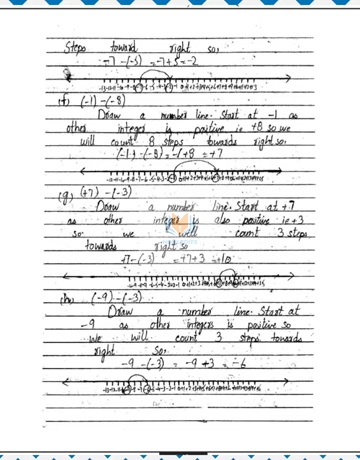 Steps toward right so,
-7 -(-5) = -7+5 = -2
(f) (-1) -(-8)
Draw a number line. Start at -1 as
other integer is positive ie +8 so we
will count 8 steps towards right so.
(-1) -(-8) = -1+8 = +7
(g) (+7) -(-3)
Draw a number line. Start at +7
as other integer is also positive ie +3
so we will count 3 steps
towards right so
+7 -(-3) = +7+3 = +10
(h) (-9) -(-3)
Draw a number line. Start at
-9 as other integers is positive so
we will count 3 steps towards
right so.
-9 -(-3) = -9 +3 = -6